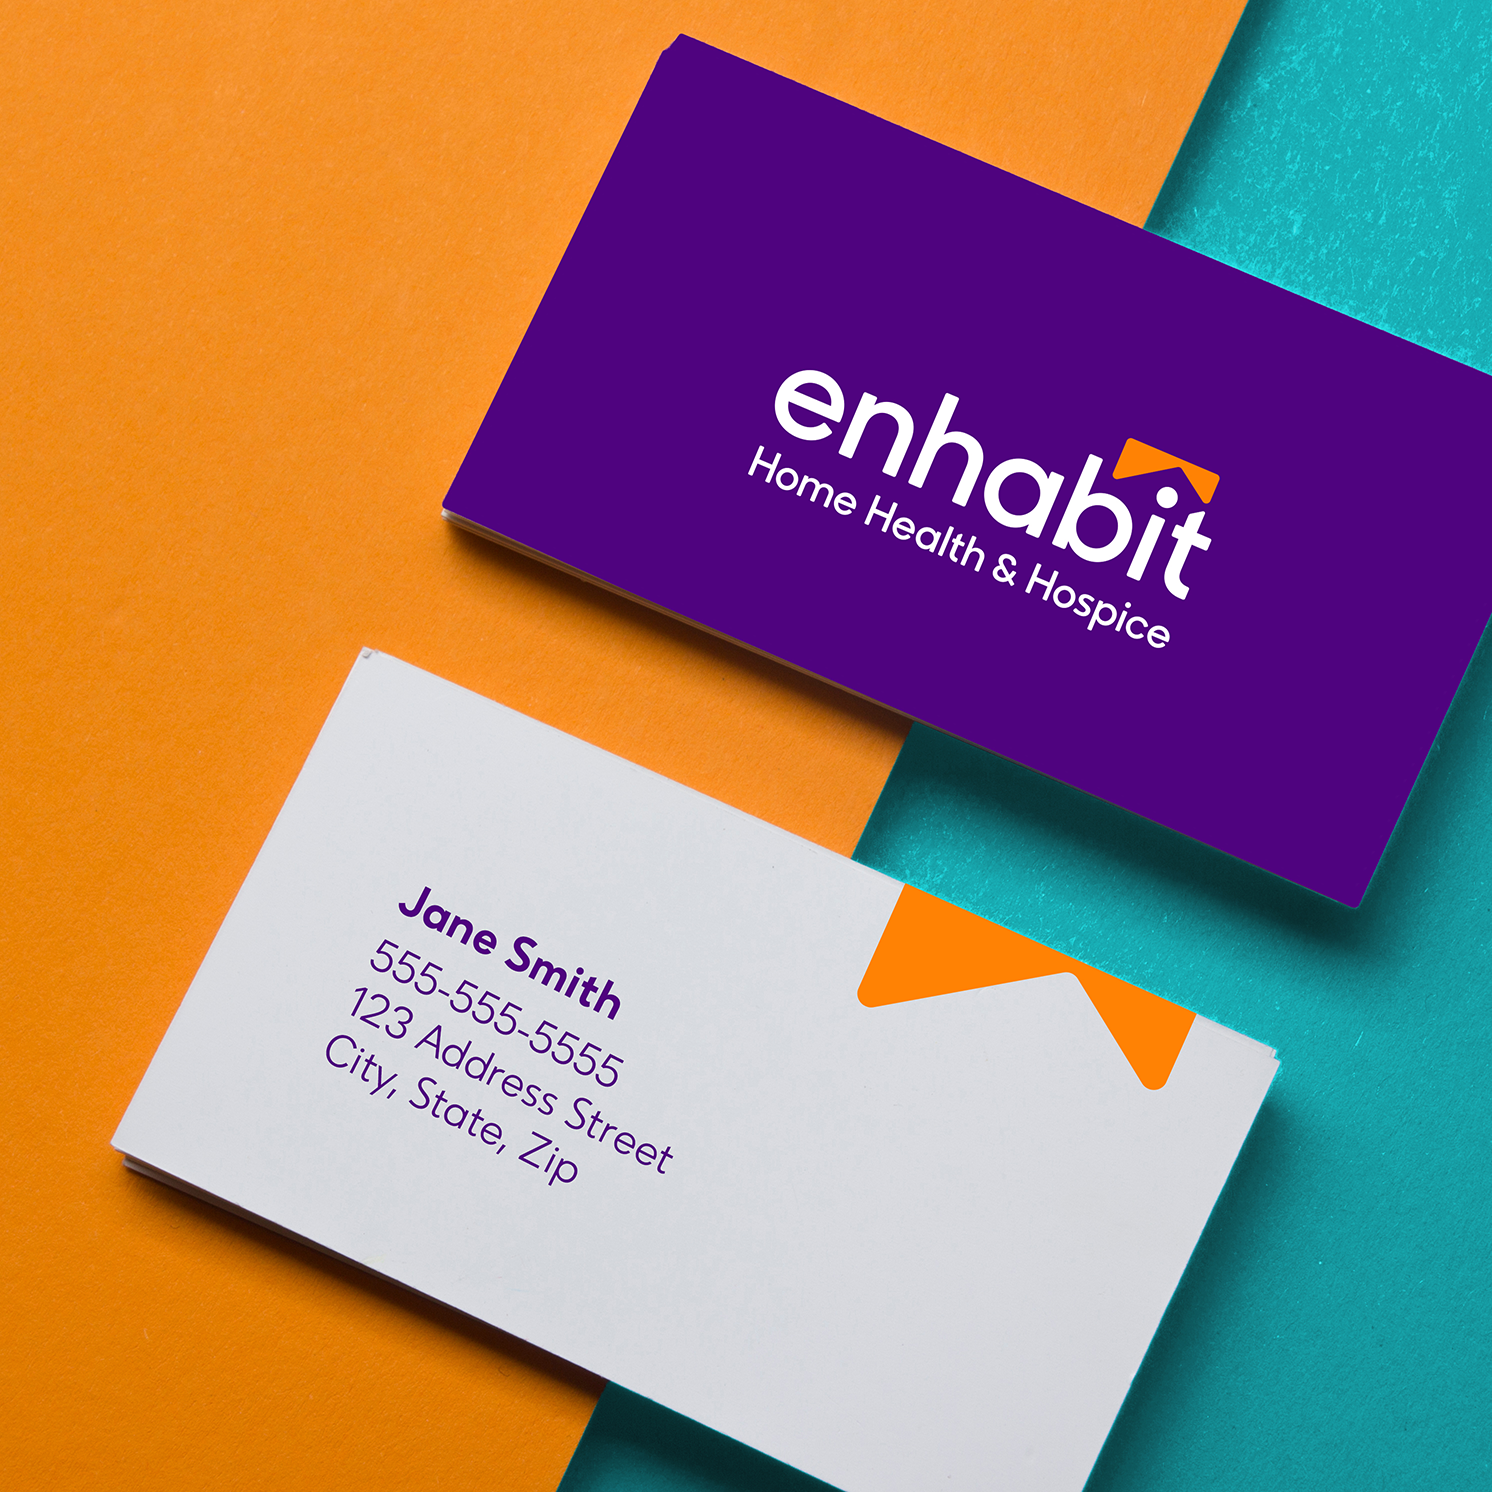 enhabit
Home Health & Hospice
Jane Smith
555-555-5555
123 Address Street
City, State, Zip